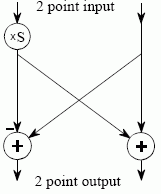 2 point input
×S
−
+
+
2 point output